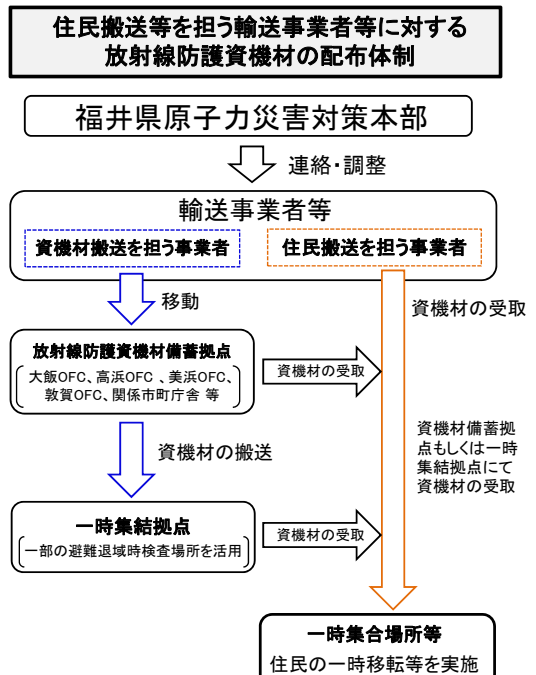 住民搬送等を担う輸送事業者等に対する
放射線防護資機材の配布体制
福井県原子力災害対策本部
連絡・調整
輸送事業者等
資機材搬送を担う事業者
住民搬送を担う事業者
移動
資機材の受取
放射線防護資機材備蓄拠点
大飯OFC、高浜OFC 、美浜OFC、
敦賀OFC、関係市町庁舎 等
資機材の受取
資機材の搬送
資機材備蓄拠
点もしくは一時
集結拠点にて
資機材の受取
一時集結拠点
一部の避難退域時検査場所を活用
資機材の受取
一時集合場所等
住民の一時移転等を実施